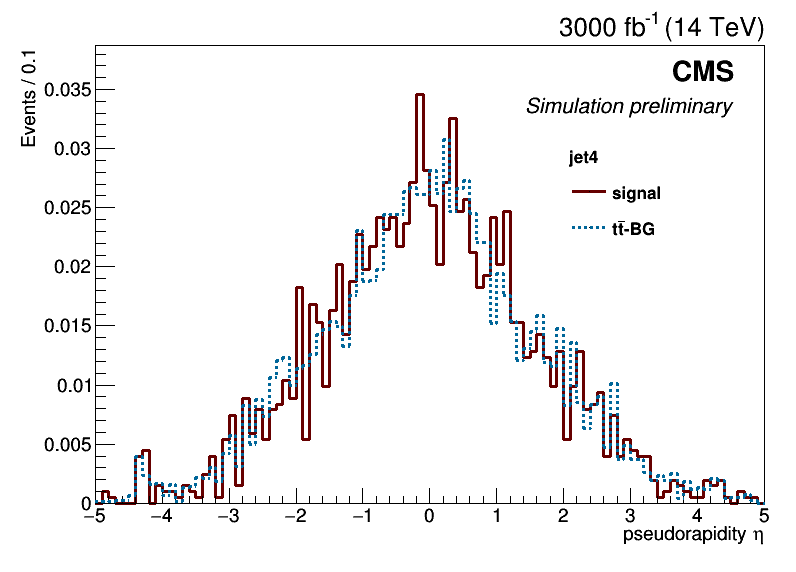 3000 fb⁻¹ (14 TeV)
Events / 0.1
CMS
Simulation preliminary
jet4
signal
tt̄-BG
0.035
0.03
0.025
0.02
0.015
0.01
0.005
0
−5 −4 −3 −2 −1 0 1 2 3 4 5
pseudorapidity η